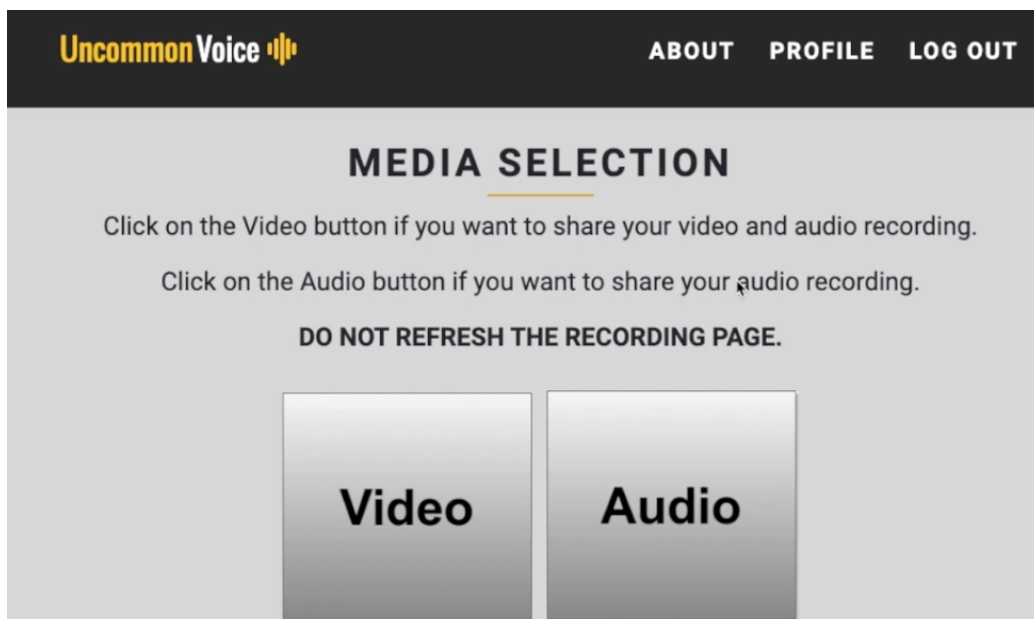 Uncommon Voice
ABOUT PROFILE LOG OUT
MEDIA SELECTION
Click on the Video button if you want to share your video and audio recording.
Click on the Audio button if you want to share your audio recording.
DO NOT REFRESH THE RECORDING PAGE.
Video Audio